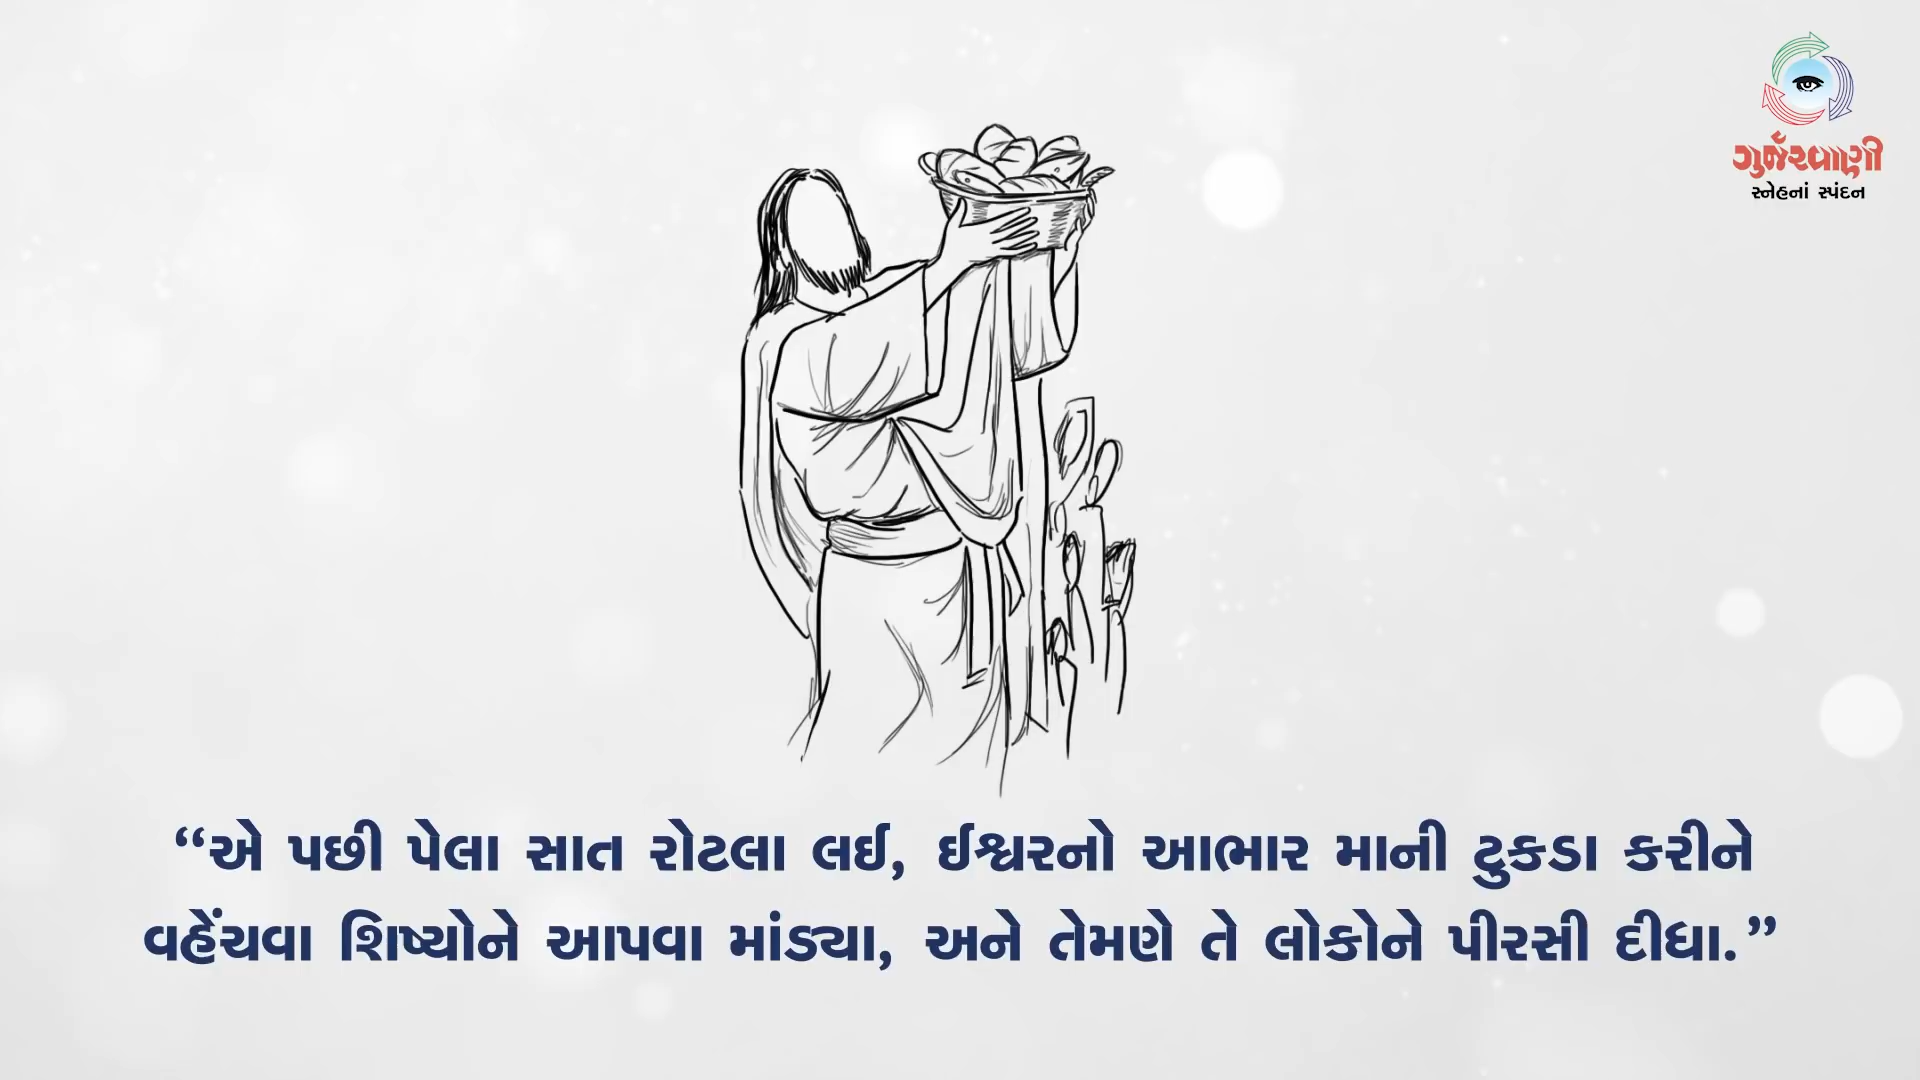 ગુર્જરવાણી
સ્નેહનાં સ્પંદન
“એ પછી પેલા સાત રોટલા લઈ, ઈશ્વરનો આભાર માની ટુકડા કરીને
વહેંચવા શિષ્યોને આપવા માંડ્યા, અને તેમણે તે લોકોને પીરસી દીધા.”